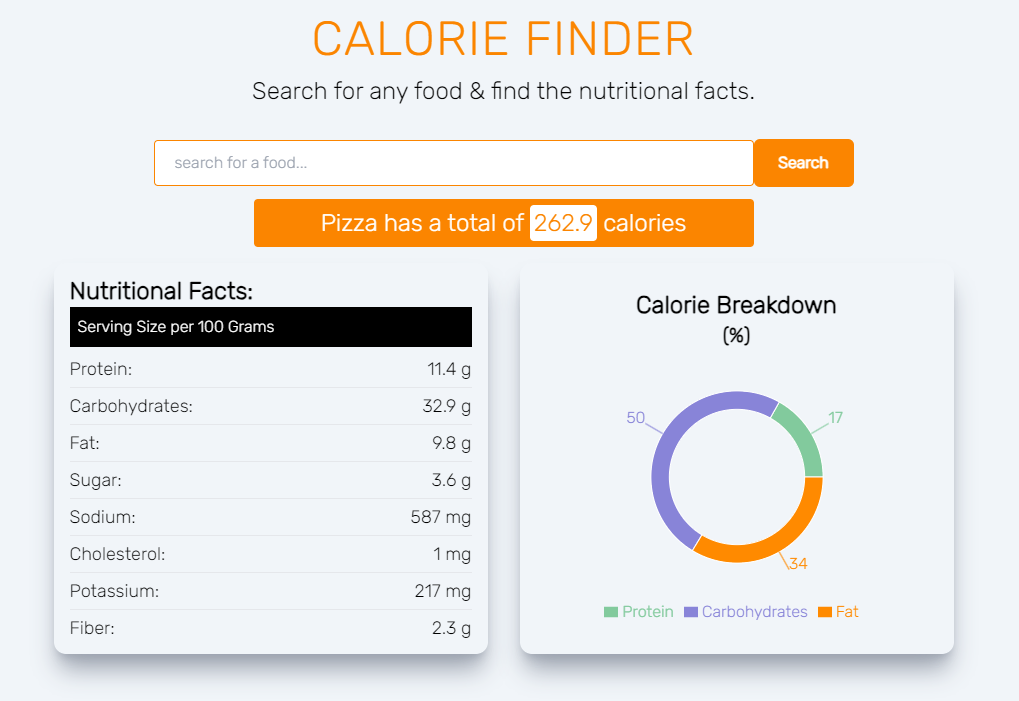 CALORIE FINDER
Search for any food & find the nutritional facts.
search for a food...
Search
Pizza has a total of 262.9 calories
Nutritional Facts:
Serving Size per 100 Grams
Protein: 11.4 g
Carbohydrates: 32.9 g
Fat: 9.8 g
Sugar: 3.6 g
Sodium: 587 mg
Cholesterol: 1 mg
Potassium: 217 mg
Fiber: 2.3 g
Calorie Breakdown
(%)
50
17
34
Protein Carbohydrates Fat